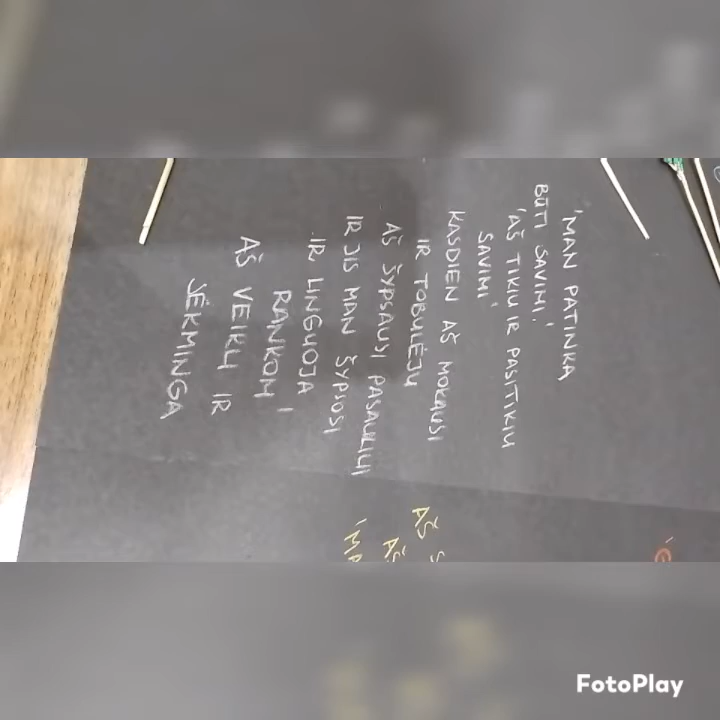 'MAN PATINKA
BŪTI SAVIMI.'
'AŠ TIKIU IR PASITIKIU
SAVIMI'
KASDIEN AŠ MOKAUSI
IR TOBULĖJU
AŠ ŠYPSAUSI PASAULIUI
IR JIS MAN ŠYPSOSI
IR LINGUOJA
RANKOM I
AŠ VEIKLI IR
SĖKMINGA
AŠ
FotoPlay